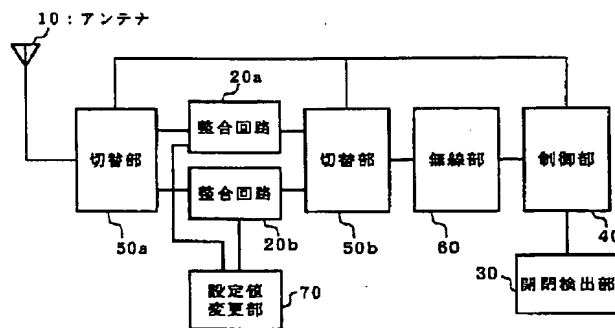 10：アンテナ
20a
整合回路
切替部
整合回路
切替部
無線部
制御部
50a
20b
50b
60
40
設定値
変更部
70
30
開閉検出部